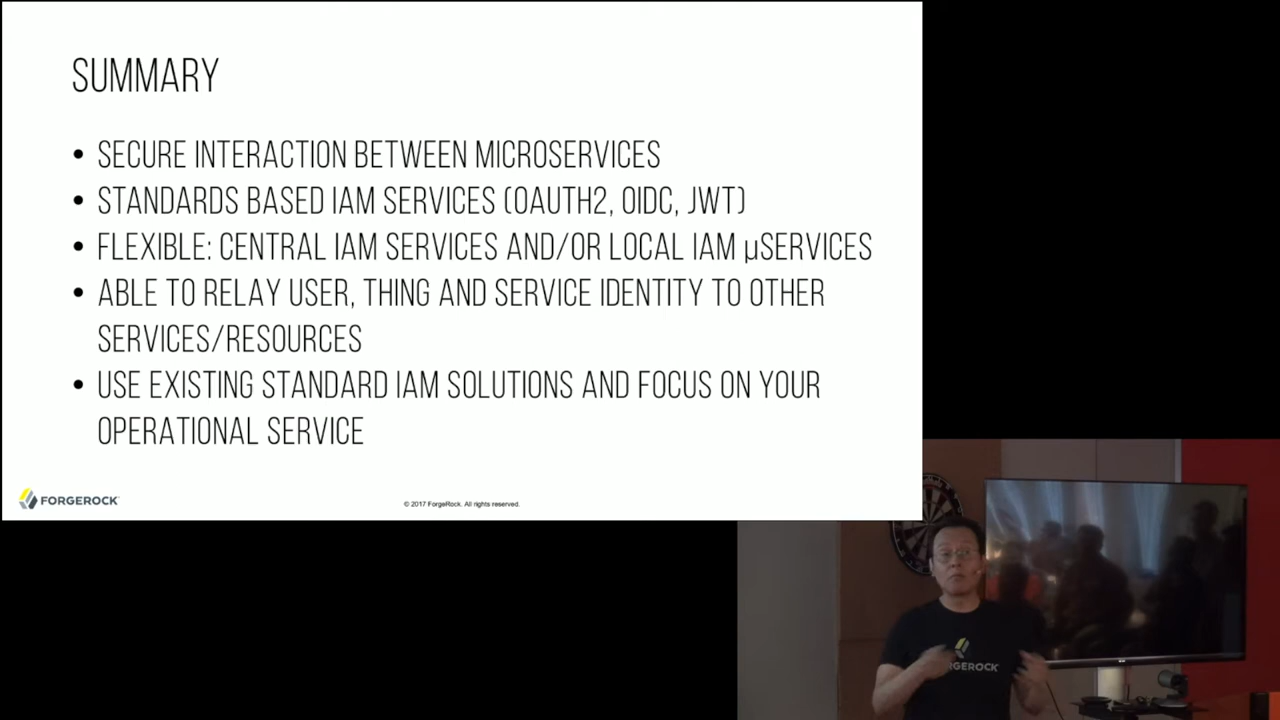 SUMMARY
• SECURE INTERACTION BETWEEN MICROSERVICES
• STANDARDS BASED IAM SERVICES (OAUTH2, OIDC, JWT)
• FLEXIBLE: CENTRAL IAM SERVICES AND/OR LOCAL IAM µSERVICES
• ABLE TO RELAY USER, THING AND SERVICE IDENTITY TO OTHER
SERVICES/RESOURCES
• USE EXISTING STANDARD IAM SOLUTIONS AND FOCUS ON YOUR
OPERATIONAL SERVICE
FORGEROCK
© 2017 ForgeRock. All rights reserved.
RGEROCK